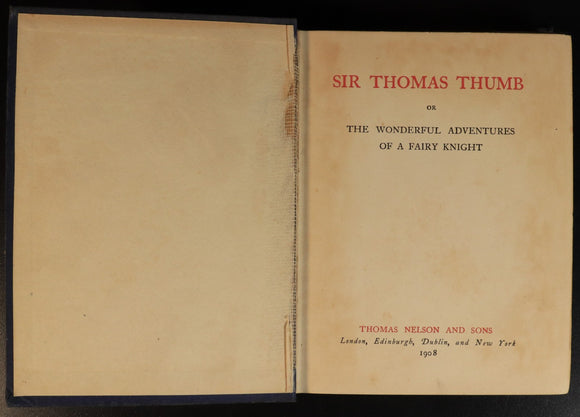 SIR THOMAS THUMB
OR
THE WONDERFUL ADVENTURES
OF A FAIRY KNIGHT
THOMAS NELSON AND SONS
London, Edinburgh, Dublin, and New York
1908